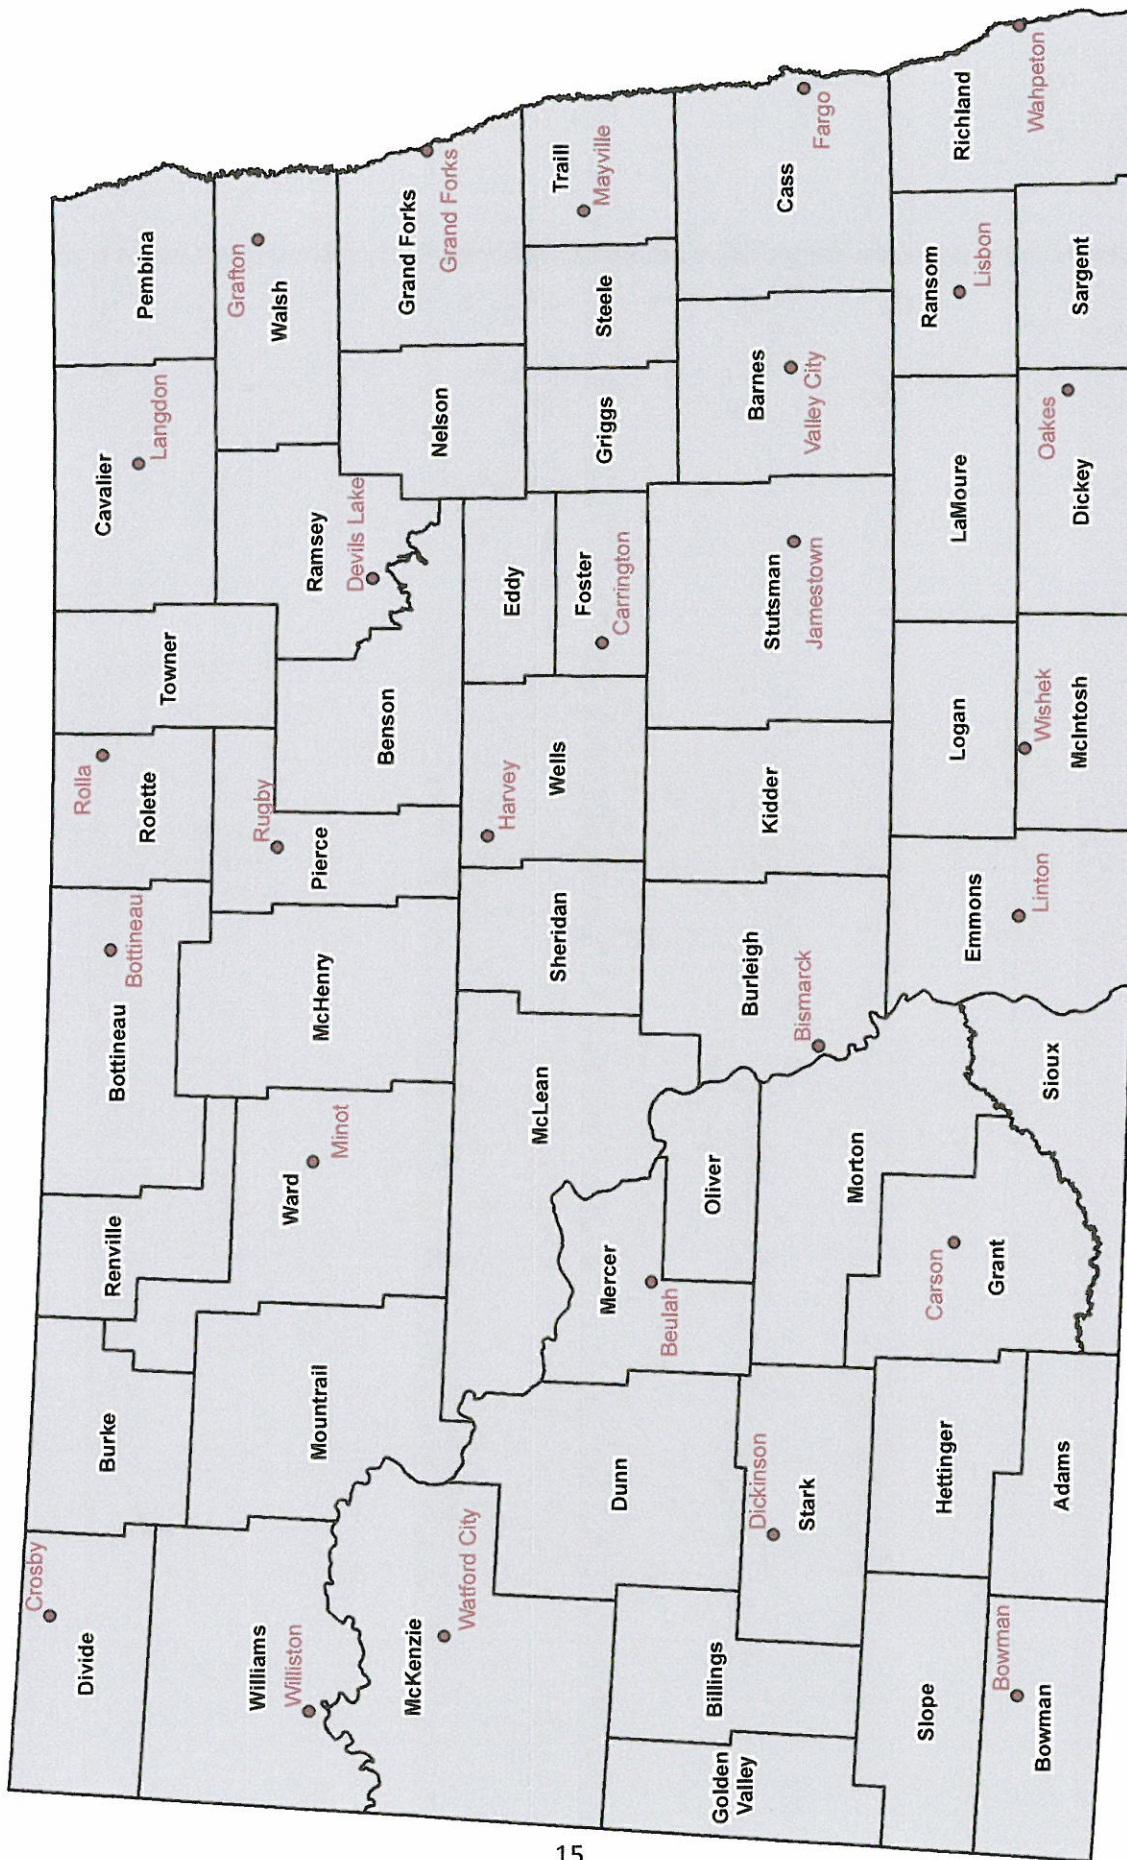 Divide
Crosby
Burke
Renville
Bottineau
Bottineau
Rolette
Rolla
Towner
Cavalier
Langdon
Pembina
Williams
Williston
Mountrail
Ward
Minot
McHenry
Pierce
Rugby
Benson
Ramsey
Devils Lake
Walsh
Grafton
Nelson
Grand Forks
Grand Forks
McKenzie
Watford City
Dunn
Mercer
Beulah
McLean
Sheridan
Wells
Harvey
Eddy
Foster
Carrington
Griggs
Steele
Traill
Mayville
Golden
Valley
Billings
Stark
Dickinson
Oliver
Morton
Burleigh
Bismarck
Kidder
Stutsman
Jamestown
Barnes
Valley City
Cass
Fargo
Slope
Hettinger
Grant
Carson
Bowman
Bowman
Adams
Sioux
Emmons
Linton
Logan
LaMoure
Ransom
Lisbon
Richland
Wahpeton
McIntosh
Wishek
Dickey
Oakes
Sargent
15